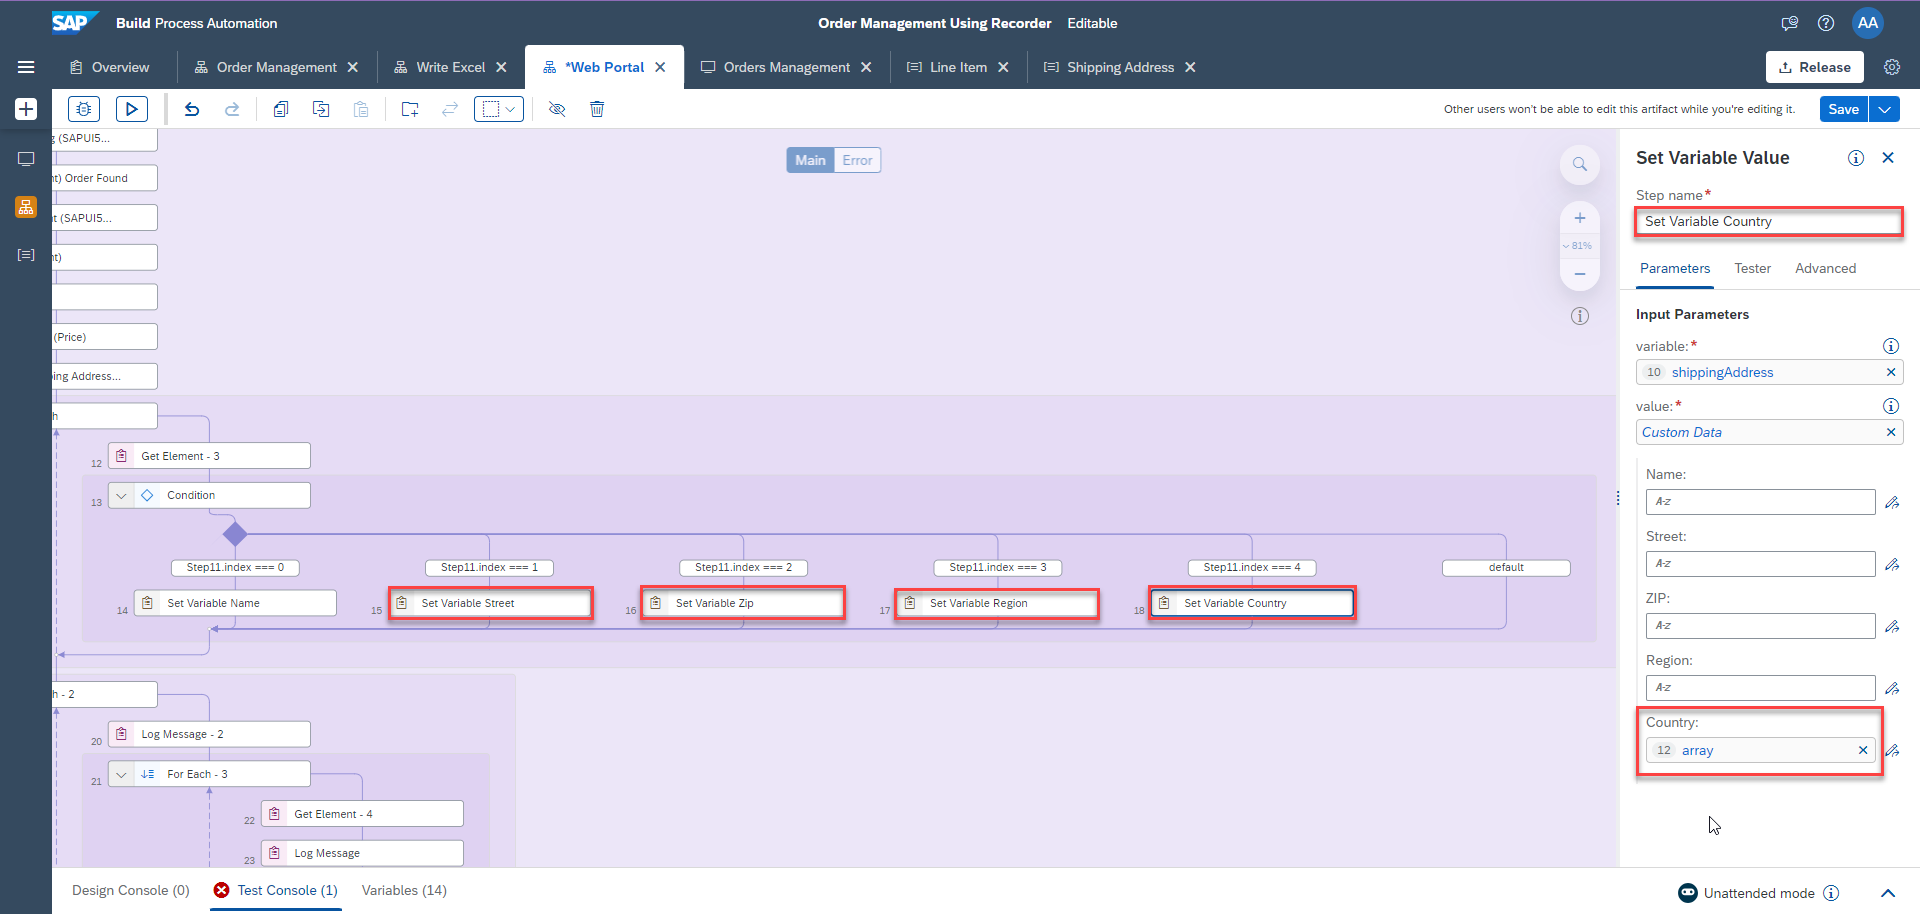 SAP Build Process Automation
Order Management Using Recorder Editable
AA
Overview
Order Management
Write Excel
*Web Portal
Orders Management
Line Item
Shipping Address
Release
Other users won't be able to edit this artifact while you're editing it.
Save
g (SAPUI5...
nt) Order Found
t (SAPUI5...
nt)
(Price)
ing Address...
h
Main Error
81%
12 Get Element - 3
13 Condition
Step11.index === 0
Step11.index === 1
Step11.index === 2
Step11.index === 3
Step11.index === 4
default
14 Set Variable Name
15 Set Variable Street
16 Set Variable Zip
17 Set Variable Region
18 Set Variable Country
h - 2
20 Log Message - 2
21 For Each - 3
22 Get Element - 4
23 Log Message
Set Variable Value
Step name*
Set Variable Country
Parameters Tester Advanced
Input Parameters
variable:*
10 shippingAddress
value:*
Custom Data
Name:
A-z
Street:
A-z
ZIP:
A-z
Region:
A-z
Country:
12 array
Design Console (0)
Test Console (1)
Variables (14)
Unattended mode